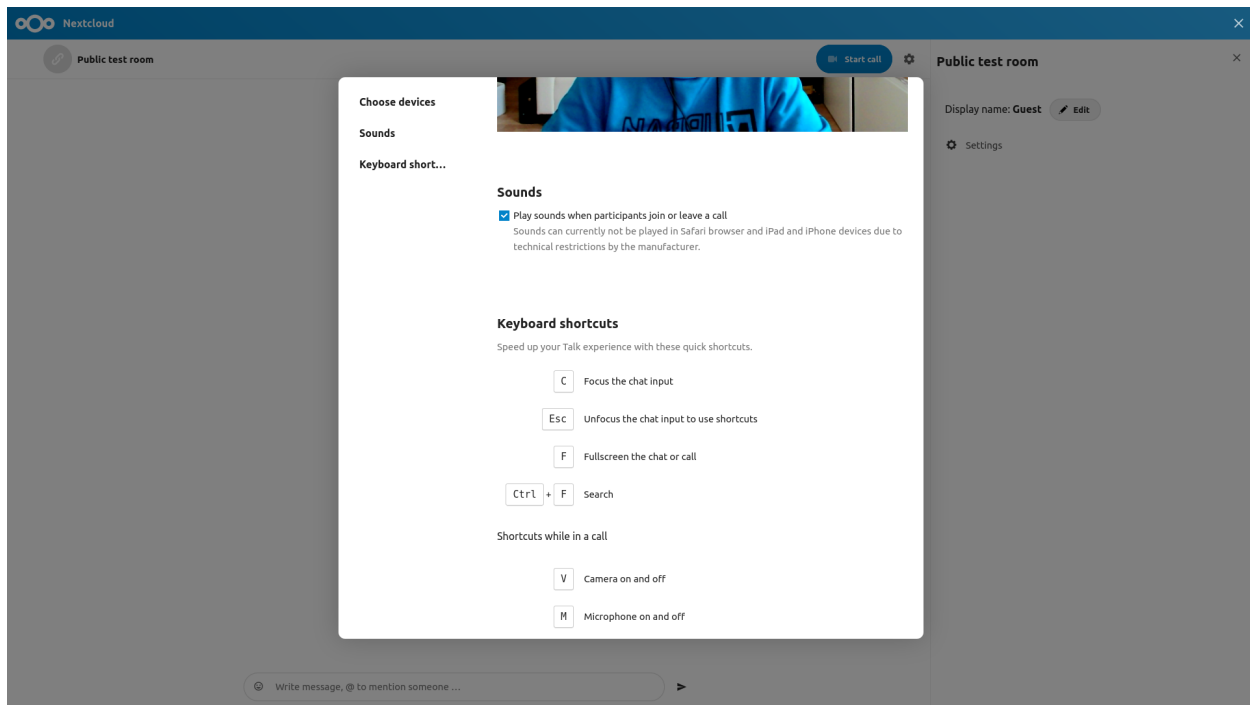 Nextcloud
Public test room
Start call
Public test room
Display name: Guest
Edit
Settings
Choose devices
Sounds
Keyboard short...
Sounds
Play sounds when participants join or leave a call
Sounds can currently not be played in Safari browser and iPad and iPhone devices due to
technical restrictions by the manufacturer.
Keyboard shortcuts
Speed up your Talk experience with these quick shortcuts.
C Focus the chat input
Esc Unfocus the chat input to use shortcuts
F Fullscreen the chat or call
Ctrl + F Search
Shortcuts while in a call
V Camera on and off
M Microphone on and off
Write message, @ to mention someone ...